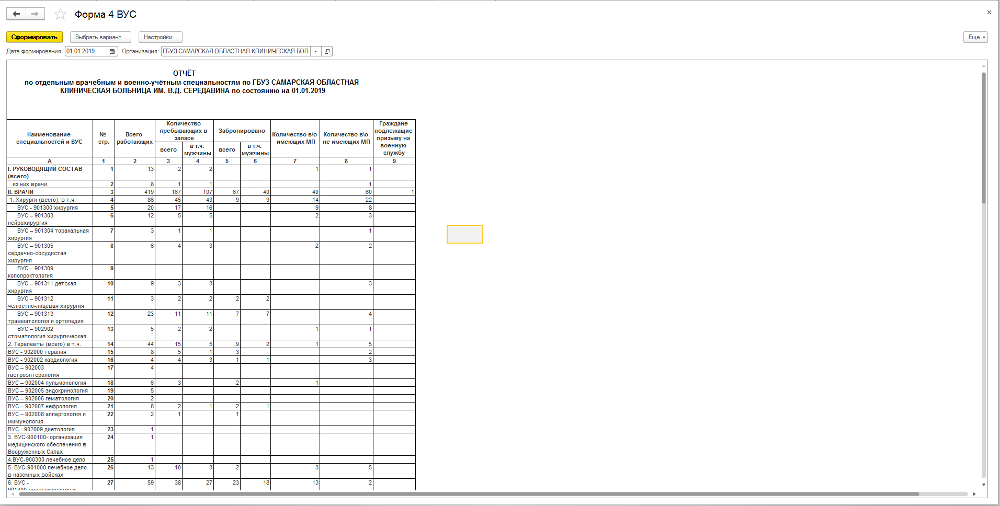 Форма 4 ВУС
×
Сформировать
Выбрать вариант...
Настройки...
Еще
Дата формирования: 01.01.2019
Организация: ГБУЗ САМАРСКАЯ ОБЛАСТНАЯ КЛИНИЧЕСКАЯ БОЛ
ОТЧЁТ
по отдельным врачебным и военно-учётным специальностям по ГБУЗ САМАРСКАЯ ОБЛАСТНАЯ
КЛИНИЧЕСКАЯ БОЛЬНИЦА ИМ. В.Д. СЕРЕДАВИНА по состоянию на 01.01.2019
Наименование
специальностей и ВУС
№
стр.
Всего
работающих
Количество
пребывающих в
запасе
всего
в т.ч.
мужчины
Забронировано
всего
в т.ч.
мужчины
Количество в\о
имеющих МП
Количество в\о
не имеющих МП
Граждане
подлежащие
призыву на
военную
службу
А 1 2 3 4 5 6 7 8 9
I. РУКОВОДЯЩИЙ СОСТАВ 1 13 2 2 1 1
(всего)
из них врачи 2 8 1 1 1
II. ВРАЧИ 3 419 167 107 67 40 40 60 1
1. Хирурги (всего), в т.ч. 4 86 45 43 9 9 14 22
ВУС - 901300 хирургия 5 20 17 16 9 8
ВУС – 901303 6 12 5 5 2 3
нейрохирургия
ВУС – 901304 торакальная 7 3 1 1 1
хирургия
ВУС – 901305 8 6 4 3 2 2
сердечно-сосудистая
хирургия
ВУС – 901309 9
колопроктология
ВУС – 901311 детская 10 9 3 3 3
хирургия
ВУС – 901312 11 3 2 2 2 2
челюстно-лицевая хирургия
ВУС – 901313 12 23 11 11 7 7 4
травматология и ортопедия
ВУС – 902902 13 5 2 2 1 1
стоматология хирургическая
2. Терапевты (всего) в т.ч. 14 44 15 5 9 2 1 5
ВУС - 902000 терапия 15 8 5 1 3 2
ВУС - 902002 кардиология 16 4 4 3 1 1 3
ВУС – 902003 17 4
гастроэнтерология
ВУС – 902004 пульмонология 18 6 3 2 1
ВУС – 902005 эндокринология 19 5
ВУС – 902006 гематология 20 2
ВУС – 902007 нефрология 21 8 2 1 2 1
ВУС – 902008 аллергология и 22 2 1 1
иммунология
ВУС - 902009 диетология 23 1
3. ВУС-900100- организация 24 1
медицинского обеспечения в
Вооруженных Силах
4.ВУС-900300 лечебное дело 25 1
5. ВУС-901000 лечебное дело 26 13 10 3 2 3 5
в наземных войсках
6. ВУС - 27 59 38 27 23 18 13 2
901400-анестезиология и